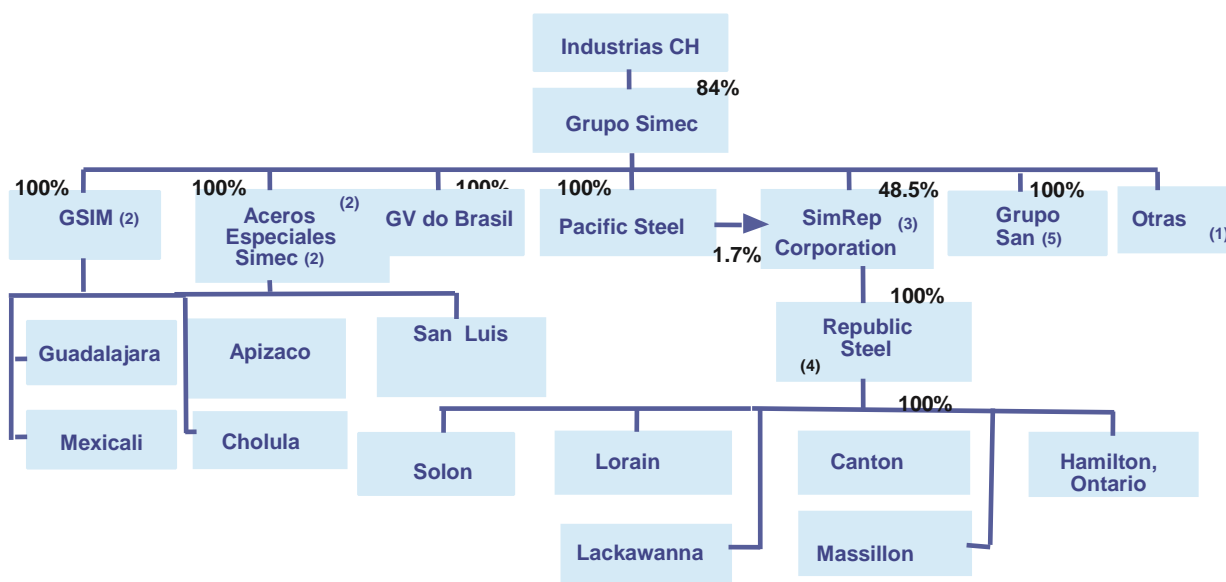 Industrias CH
84%
Grupo Simec
100%
100%
100%
100%
48.5%
100%
GSIM (2)
Aceros (2)
Especiales
Simec (2)
GV do Brasil
Pacific Steel
1.7%
SimRep (3)
Corporation
Grupo
San (5)
Otras (1)
100%
Guadalajara
Apizaco
San Luis
Republic
Steel
(4)
100%
Mexicali
Cholula
Solon
Lorain
Canton
Hamilton,
Ontario
Lackawanna
Massillon